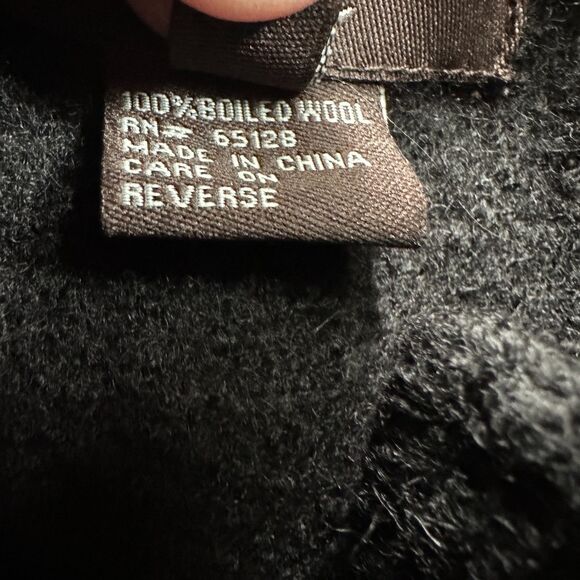 100% BOILED WOOL
RN# 65128
MADE IN CHINA
CARE ON
REVERSE